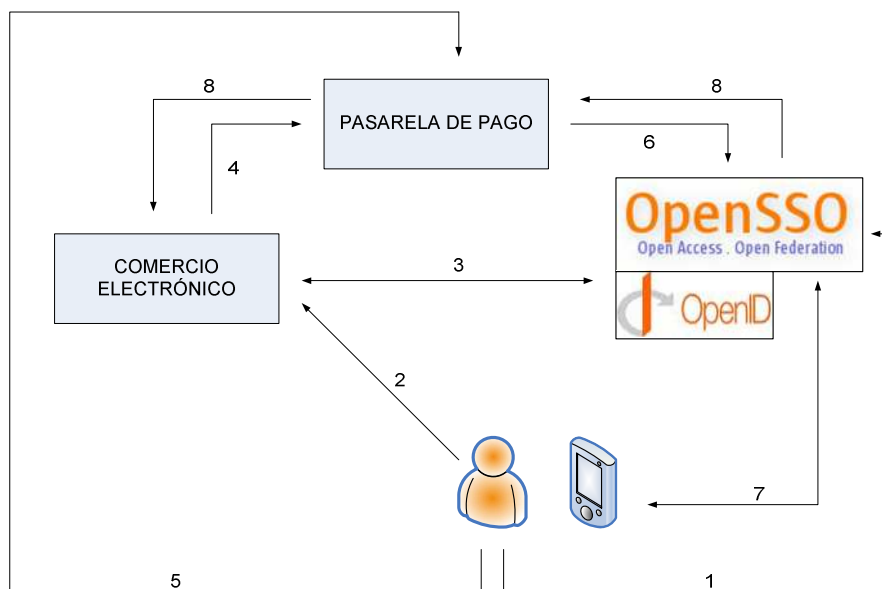 8
8
PASARELA DE PAGO
4
6
OpenSSO
Open Access . Open Federation
COMERCIO
ELECTRÓNICO
3
OpenID
2
7
5
1